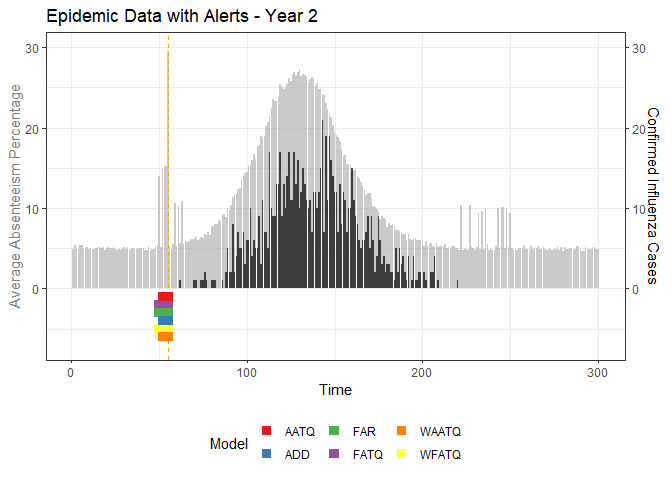 Epidemic Data with Alerts - Year 2
Average Absenteeism Percentage
30
20
10
0
30
20
10
0
Confirmed Influenza Cases
0
100
200
300
Time
Model
AATQ
FAR
WAATQ
ADD
FATQ
WFATQ